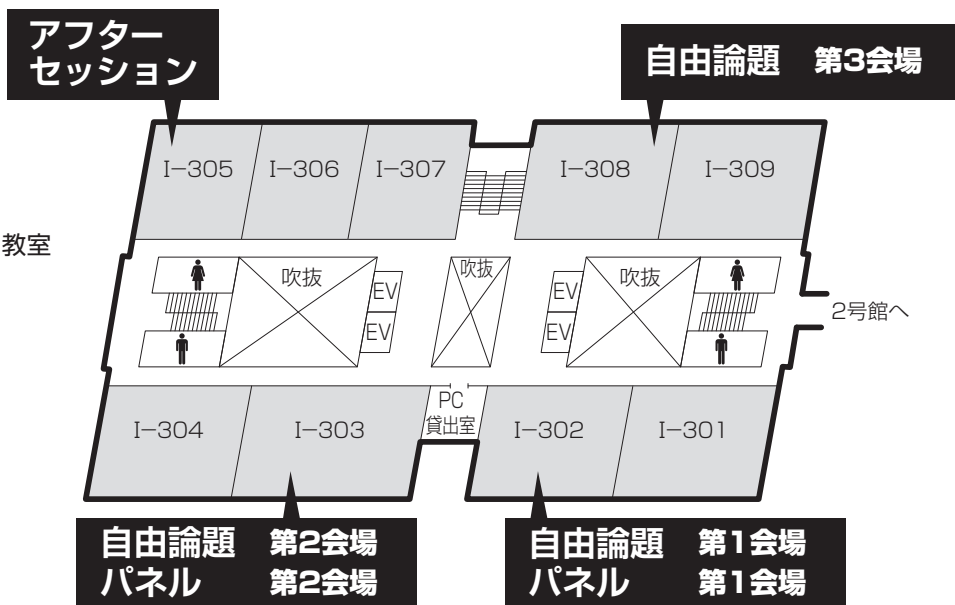 アフター
セッション
自由論題 第3会場
I−305
I−306
I−307
I−308
I−309
教室
吹抜
EV
EV
吹抜
EV
EV
吹抜
2号館へ
I−304
I−303
PC
貸出室
I−302
I−301
自由論題 第2会場
パネル 第2会場
自由論題 第1会場
パネル 第1会場